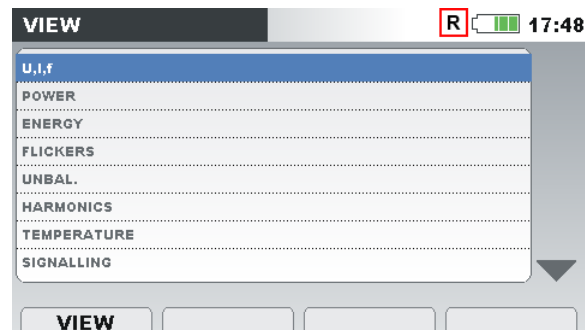 VIEW R 17:48
U,I,f
POWER
ENERGY
FLICKERS
UNBAL.
HARMONICS
TEMPERATURE
SIGNALLING
VIEW